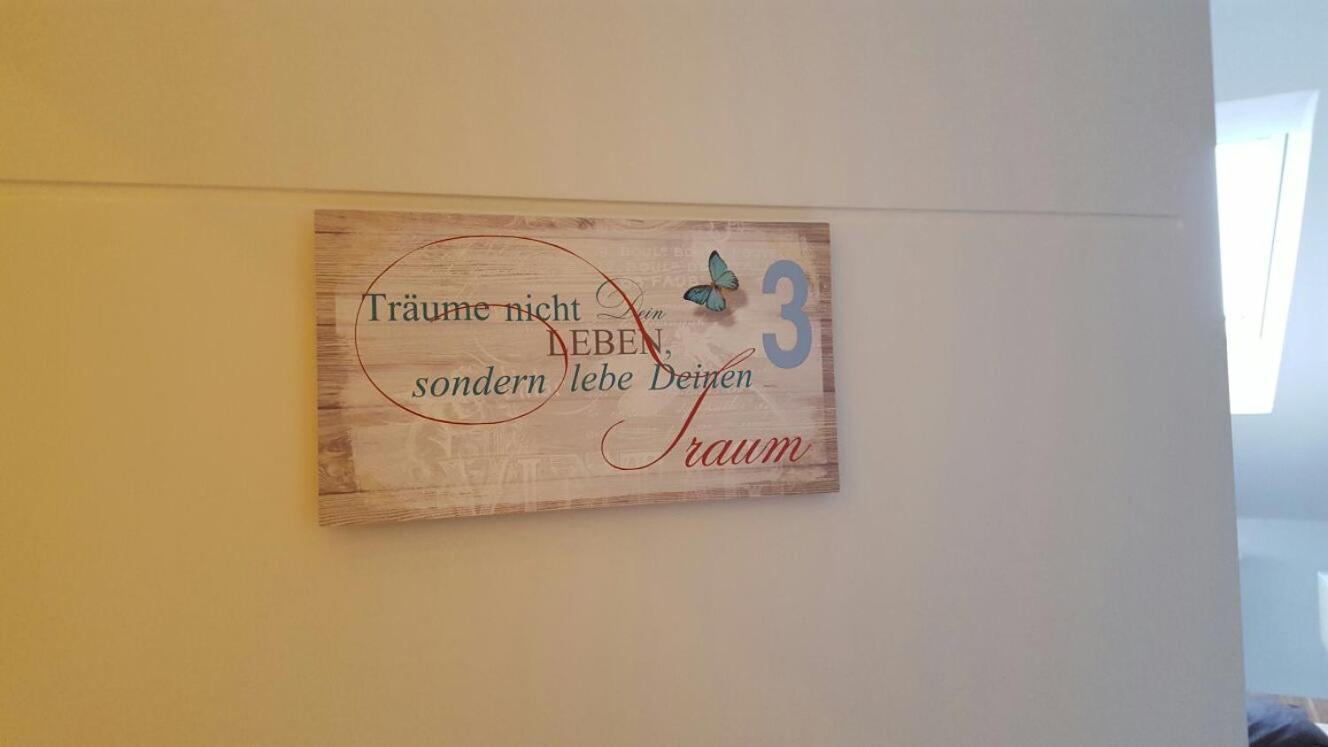 Träume nicht Dein
LEBEN,
sondern lebe Deinen
Traum
3